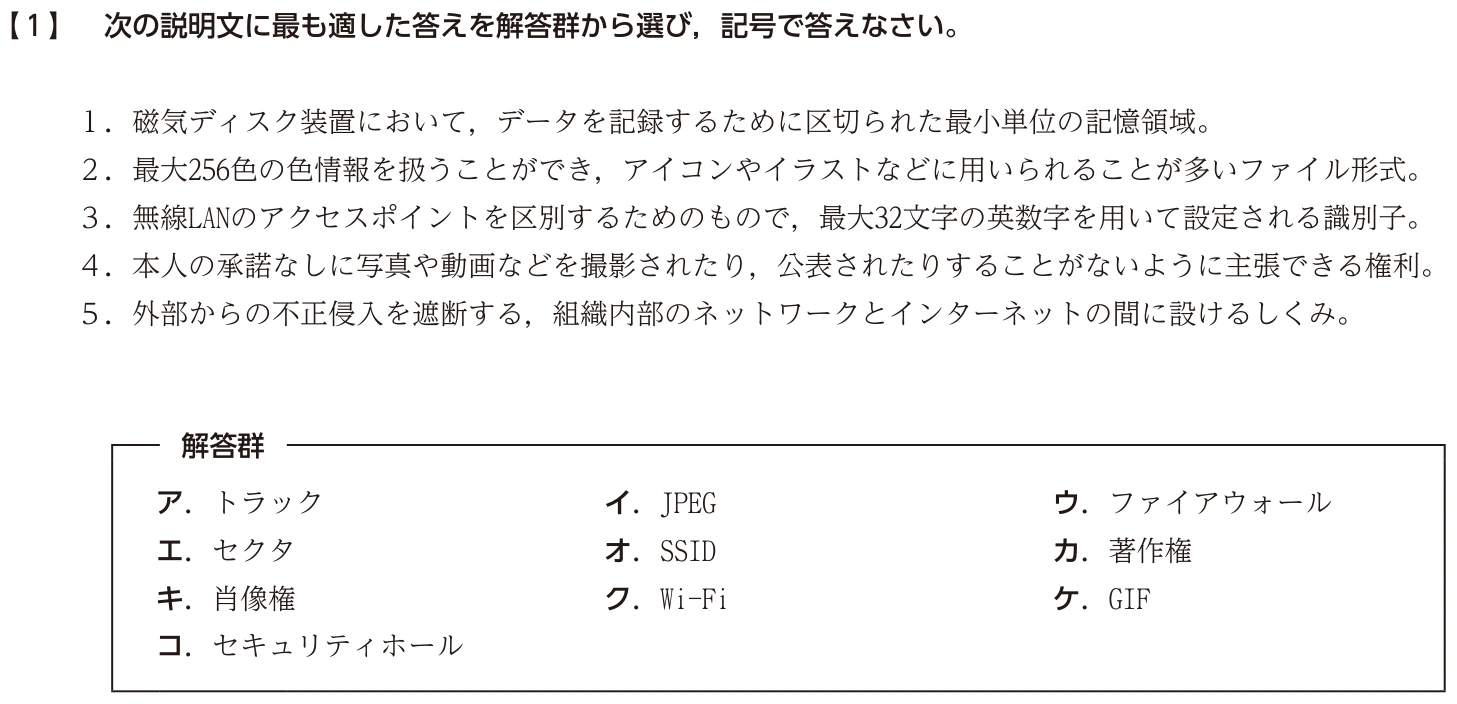 【１】　次の説明文に最も適した答えを解答群から選び，記号で答えなさい。
１．磁気ディスク装置において，データを記録するために区切られた最小単位の記憶領域。
２．最大256色の色情報を扱うことができ，アイコンやイラストなどに用いられることが多いファイル形式。
３．無線LANのアクセスポイントを区別するためのもので，最大32文字の英数字を用いて設定される識別子。
４．本人の承諾なしに写真や動画などを撮影されたり，公表されたりすることがないように主張できる権利。
５．外部からの不正侵入を遮断する，組織内部のネットワークとインターネットの間に設けるしくみ。
解答群
ア．トラック　イ．JPEG　ウ．ファイアウォール
エ．セクタ　オ．SSID　カ．著作権
キ．肖像権　ク．Wi-Fi　ケ．GIF
コ．セキュリティホール